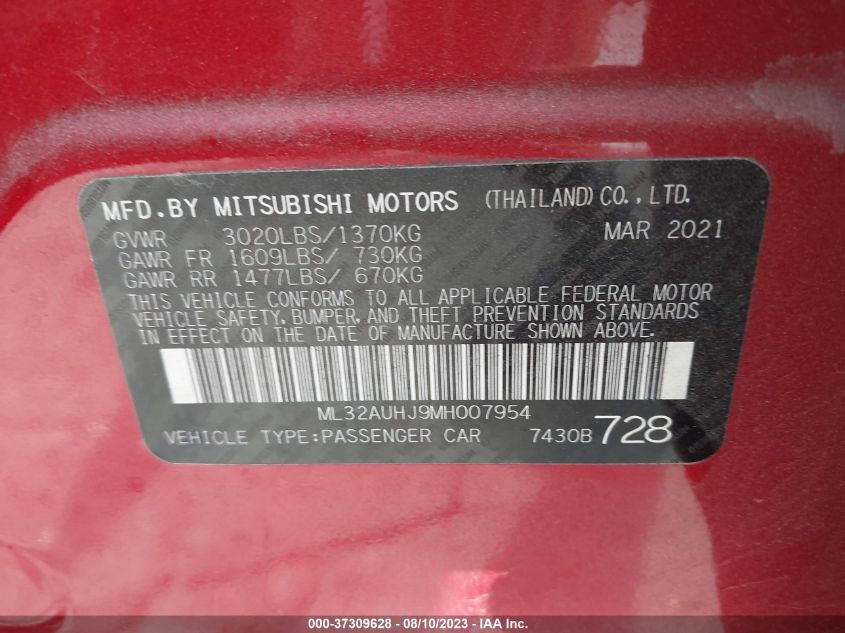 MFD.BY MITSUBISHI MOTORS (THAILAND) CO., LTD.
GVWR 3020LBS/1370KG MAR 2021
GAWR FR 1609LBS/ 730KG
GAWR RR 1477LBS/ 670KG
THIS VEHICLE CONFORMS TO ALL APPLICABLE FEDERAL MOTOR
VEHICLE SAFETY, BUMPER, AND THEFT PREVENTION STANDARDS
IN EFFECT ON THE DATE OF MANUFACTURE SHOWN ABOVE.
ML32AUHJ9MH007954
VEHICLE TYPE:PASSENGER CAR 7430B 728
000-37309628 - 08/10/2023 - IAA Inc.